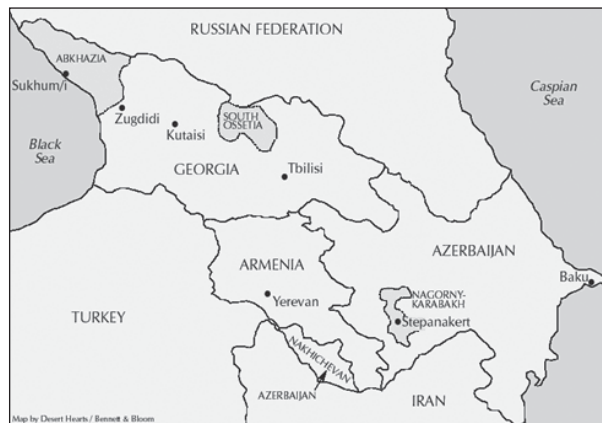 RUSSIAN FEDERATION
ABKHAZIA
Sukhum/i
Caspian
Sea
Zugdidi
Kutaisi
SOUTH
OSSETIA
Black
Sea
GEORGIA
Tbilisi
AZERBAIJAN
ARMENIA
Baku
NAGORNY-
KARABAKH
Yerevan
TURKEY
Stepanakert
NAKHICHEVAN
AZERBAIJAN
IRAN
Map by Desert Hearts / Bennett & Bloom